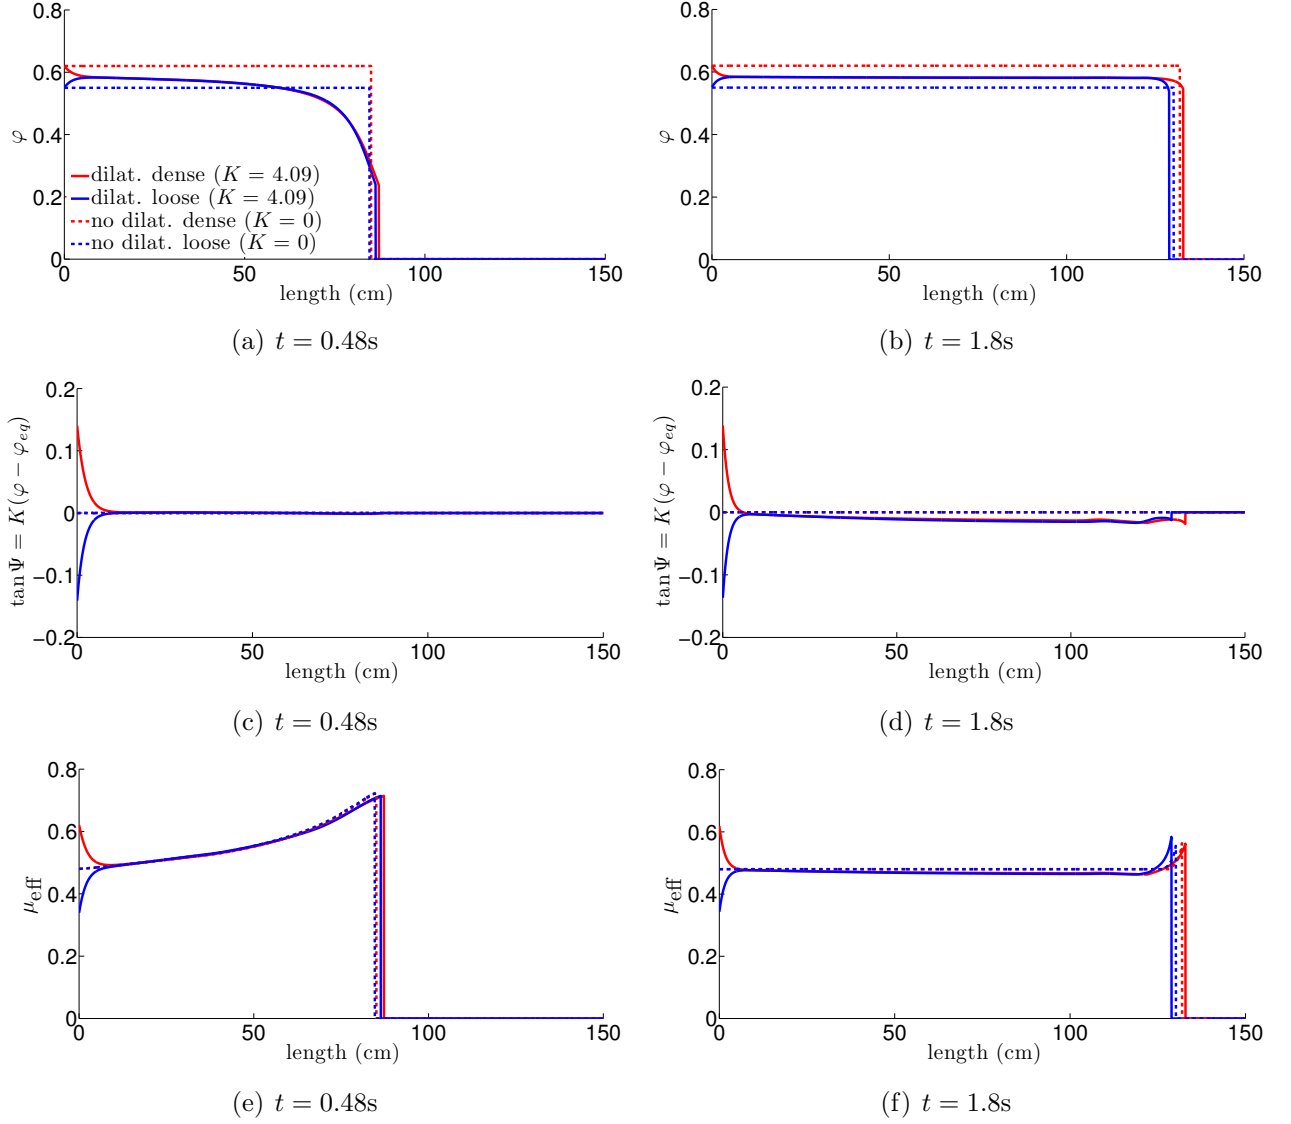 0.8
0.6
0.4
0.2
0
φ
dilat. dense (K = 4.09)
dilat. loose (K = 4.09)
no dilat. dense (K = 0)
no dilat. loose (K = 0)
0 50 100 150
length (cm)
(a) t = 0.48s
0.8
0.6
0.4
0.2
0
φ
0 50 100 150
length (cm)
(b) t = 1.8s
0.2
0.1
0
−0.1
−0.2
tan Ψ = K(φ − φeq)
0 50 100 150
length (cm)
(c) t = 0.48s
0.2
0.1
0
−0.1
−0.2
tan Ψ = K(φ − φeq)
0 50 100 150
length (cm)
(d) t = 1.8s
0.8
0.6
0.4
0.2
0
μeff
0 50 100 150
length (cm)
(e) t = 0.48s
0.8
0.6
0.4
0.2
0
μeff
0 50 100 150
length (cm)
(f) t = 1.8s